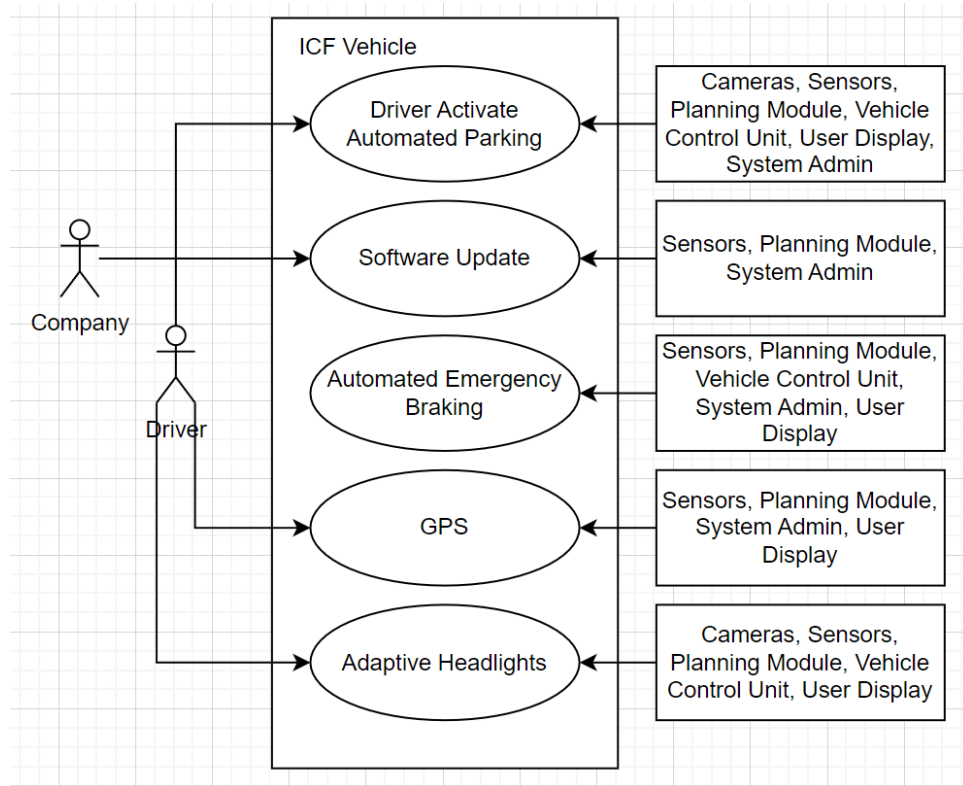 ICF Vehicle
Driver Activate
Automated Parking
Cameras, Sensors,
Planning Module, Vehicle
Control Unit, User Display,
System Admin
Software Update
Sensors, Planning Module,
System Admin
Company
Automated Emergency
Braking
Sensors, Planning Module,
Vehicle Control Unit,
System Admin, User
Display
Driver
GPS
Sensors, Planning Module,
System Admin, User
Display
Adaptive Headlights
Cameras, Sensors,
Planning Module, Vehicle
Control Unit, User Display